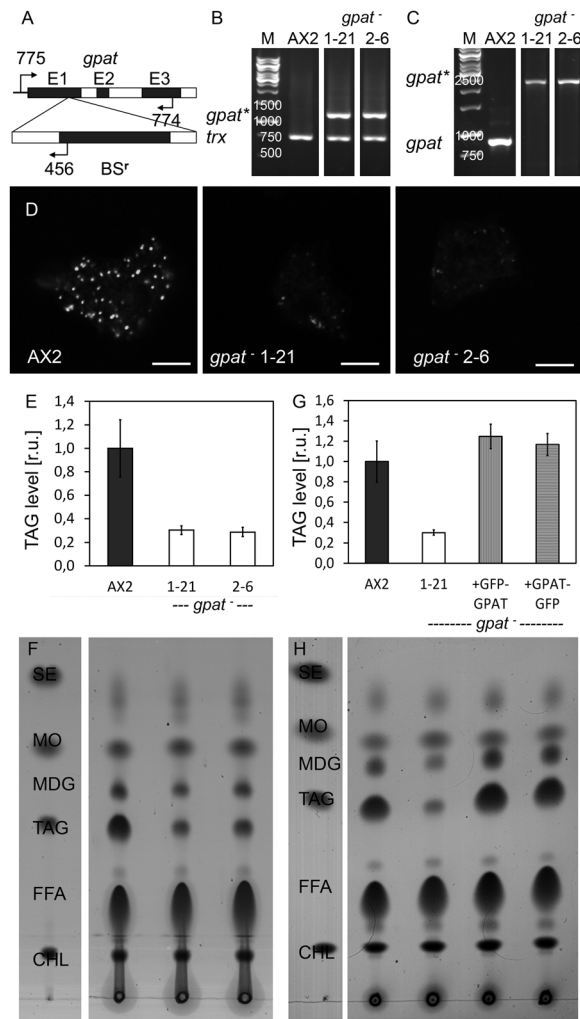 A
gpat
775
E1 E2 E3
774
456
BSʳ
B
gpat⁻
M AX2 1-21 2-6
gpat*
trx
1500
1000
750
500
C
gpat⁻
M AX2 1-21 2-6
gpat*
2500
gpat
1000
750
D
AX2
gpat⁻ 1-21
gpat⁻ 2-6
E
TAG level [r.u.]
1,4
1,2
1,0
0,8
0,6
0,4
0,2
0,0
AX2 1-21 2-6
--- gpat⁻ ---
G
TAG level [r.u.]
1,6
1,4
1,2
1,0
0,8
0,6
0,4
0,2
0
AX2 1-21 +GFP-GPAT +GPAT-GFP
-------- gpat⁻ --------
F
SE
MO
MDG
TAG
FFA
CHL
H
SE
MO
MDG
TAG
FFA
CHL